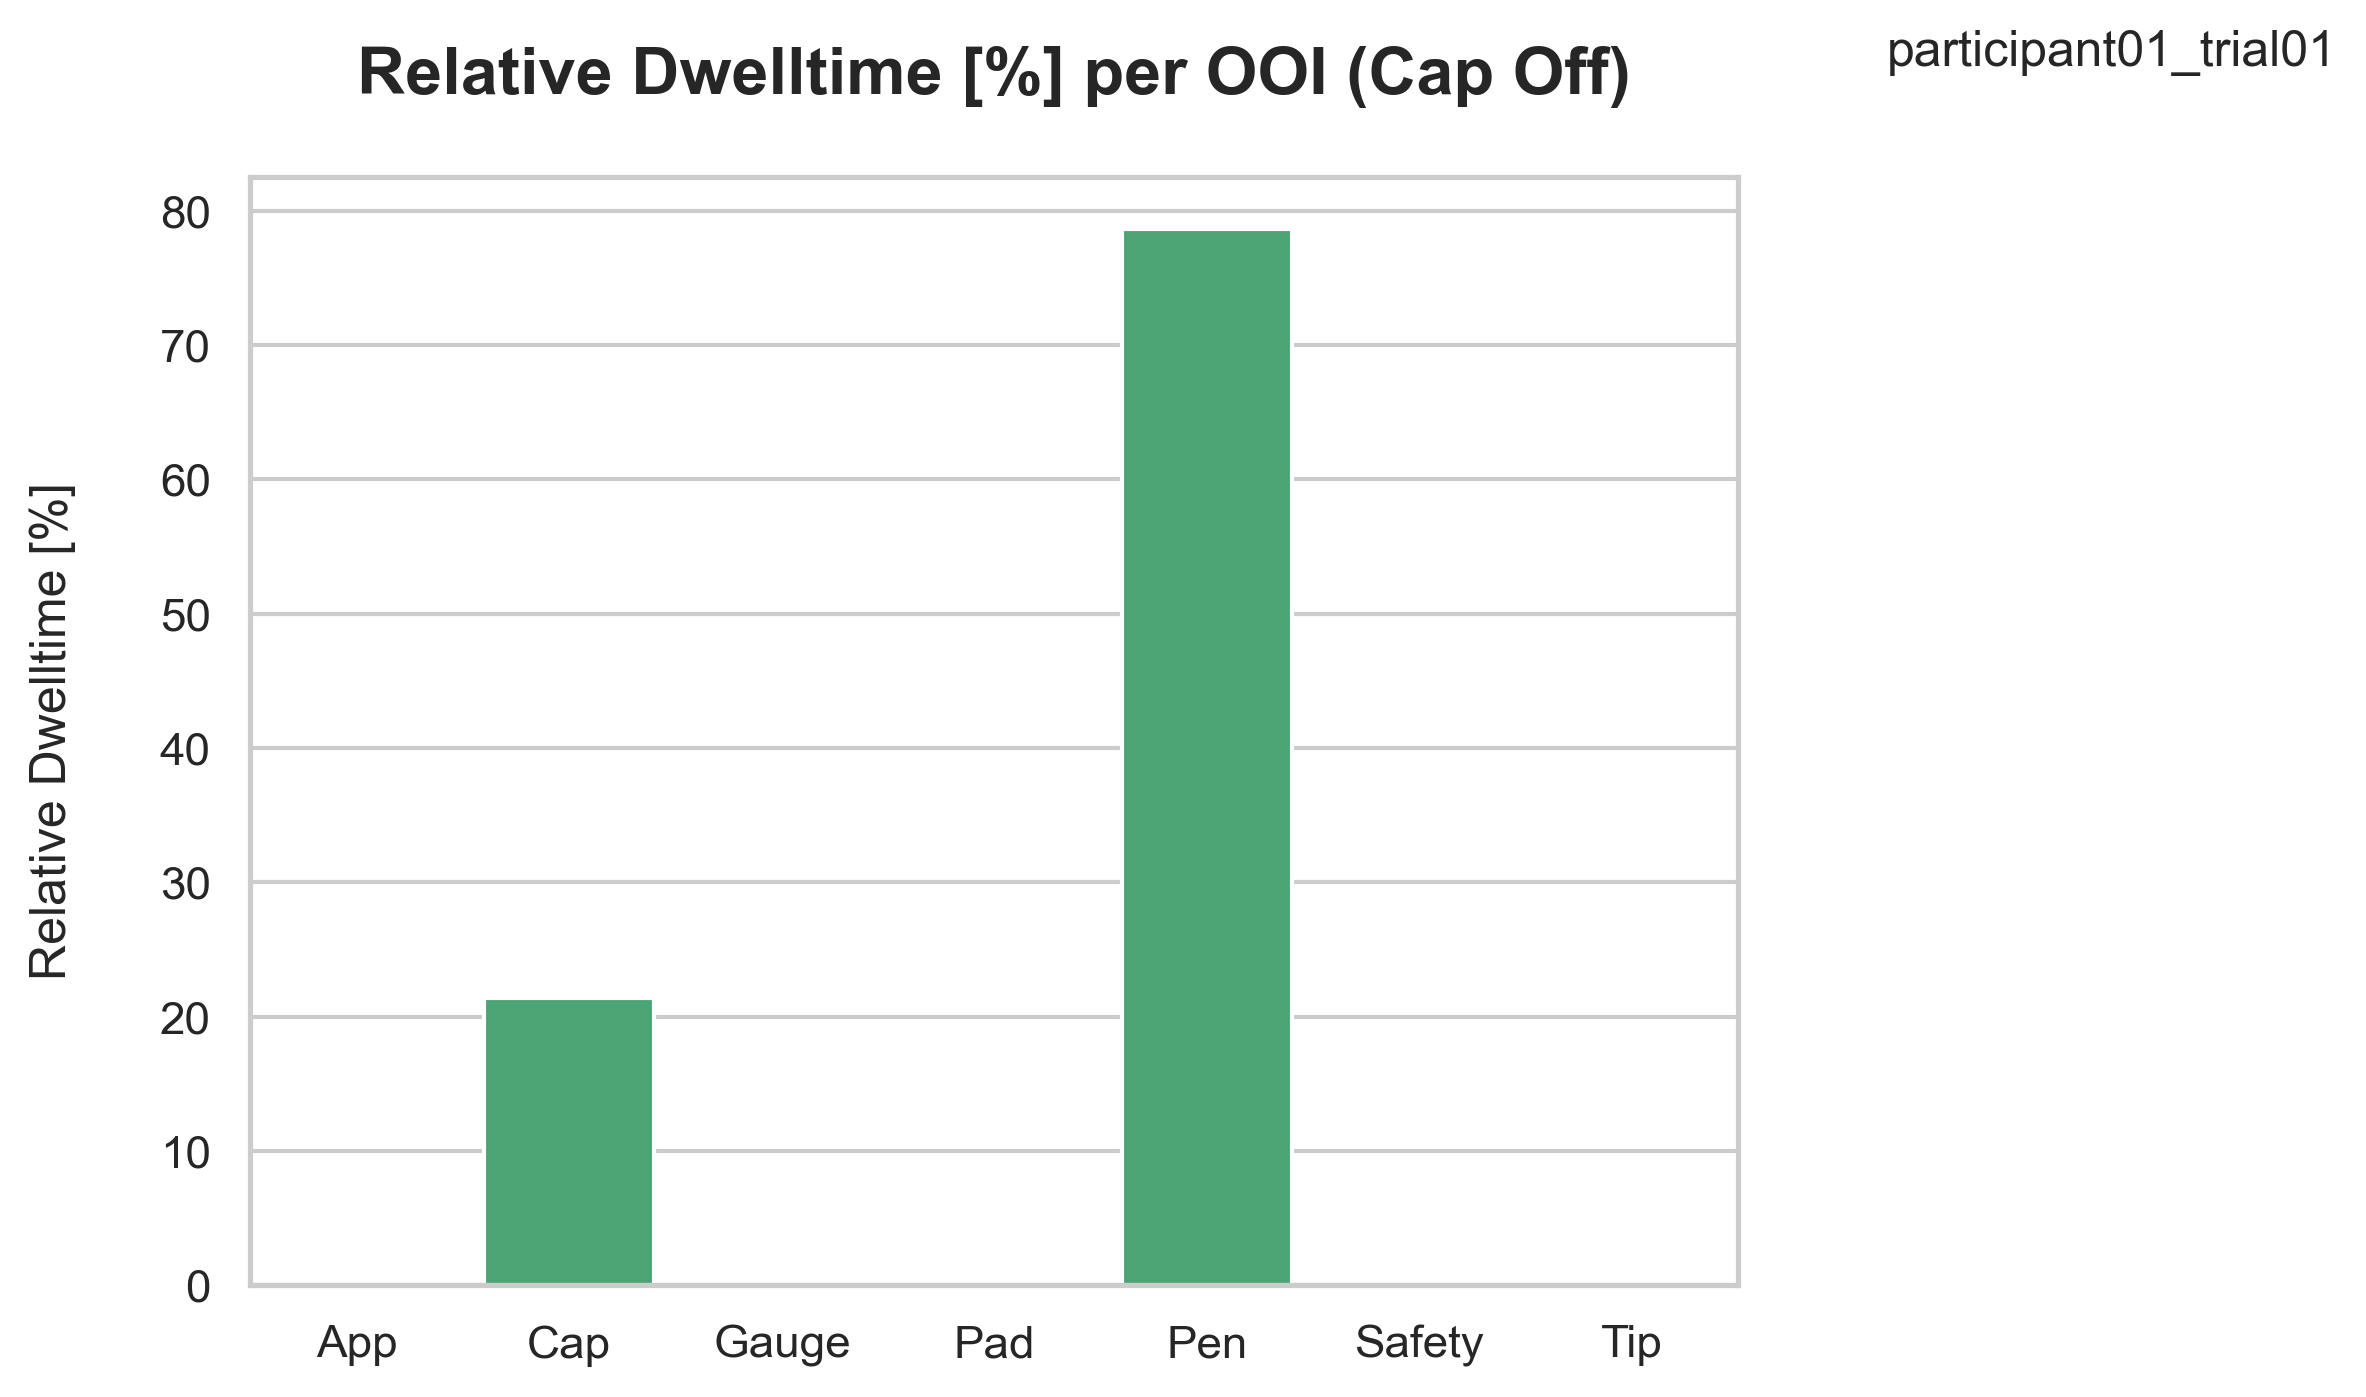 Relative Dwelltime [%] per OOI (Cap Off)
participant01_trial01
Relative Dwelltime [%]
80
70
60
50
40
30
20
10
0
App Cap Gauge Pad Pen Safety Tip